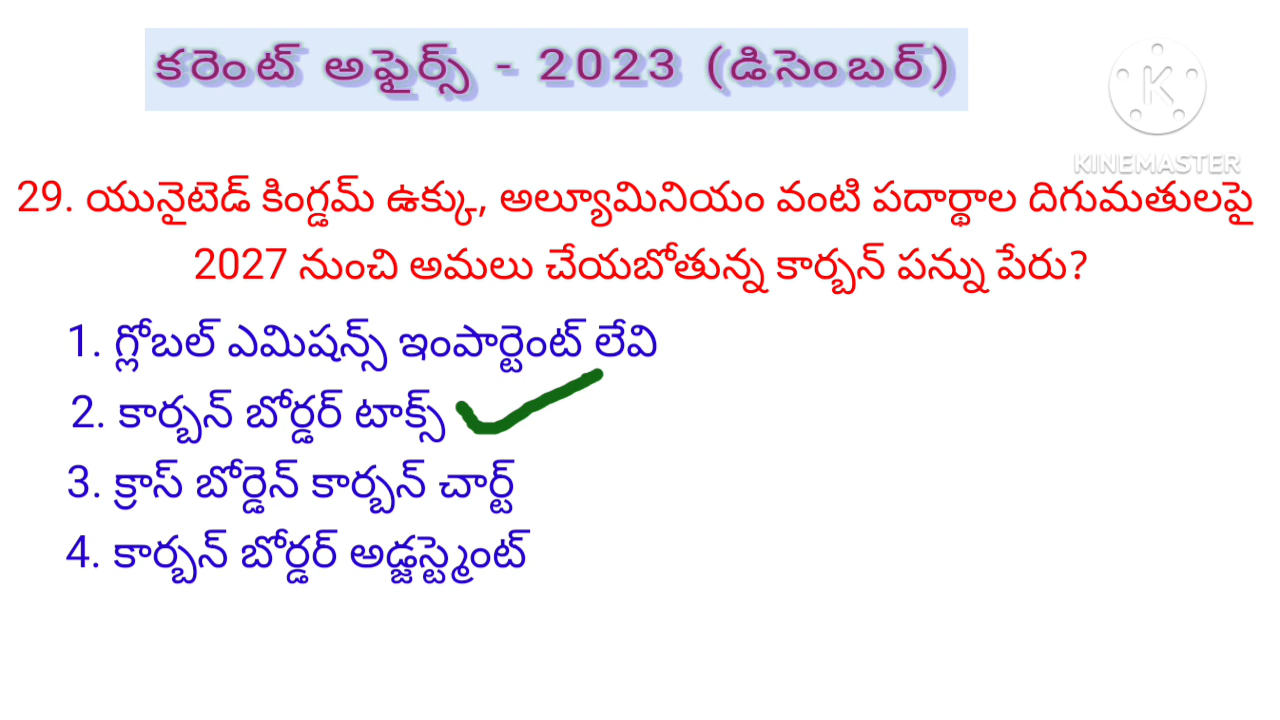 కరెంట్ అఫైర్స్ - 2023 (డిసెంబర్)
K
KINEMASTER
29. యునైటెడ్ కింగ్డమ్ ఉక్కు, అల్యూమినియం వంటి పదార్థాల దిగుమతులపై
2027 నుంచి అమలు చేయబోతున్న కార్బన్ పన్ను పేరు?
1. గ్లోబల్ ఎమిషన్స్ ఇంపార్టెంట్ లేవి
2. కార్బన్ బోర్డర్ టాక్స్
3. క్రాస్ బోర్డెన్ కార్బన్ చార్ట్
4. కార్బన్ బోర్డర్ అడ్జస్ట్మెంట్